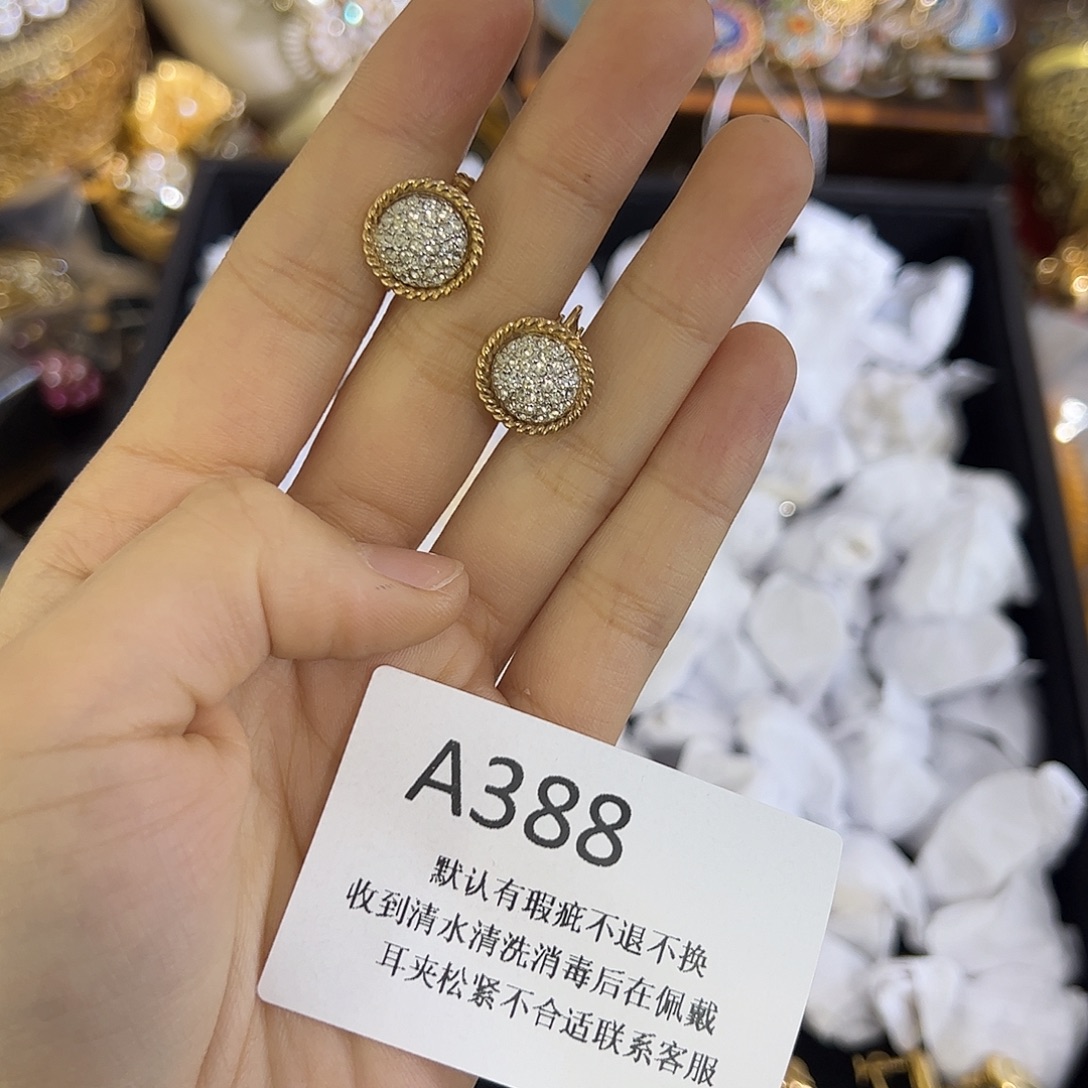 A388
默认有瑕疵不退不换
收到清水清洗消毒后在佩戴
耳夹松紧不合适联系客服